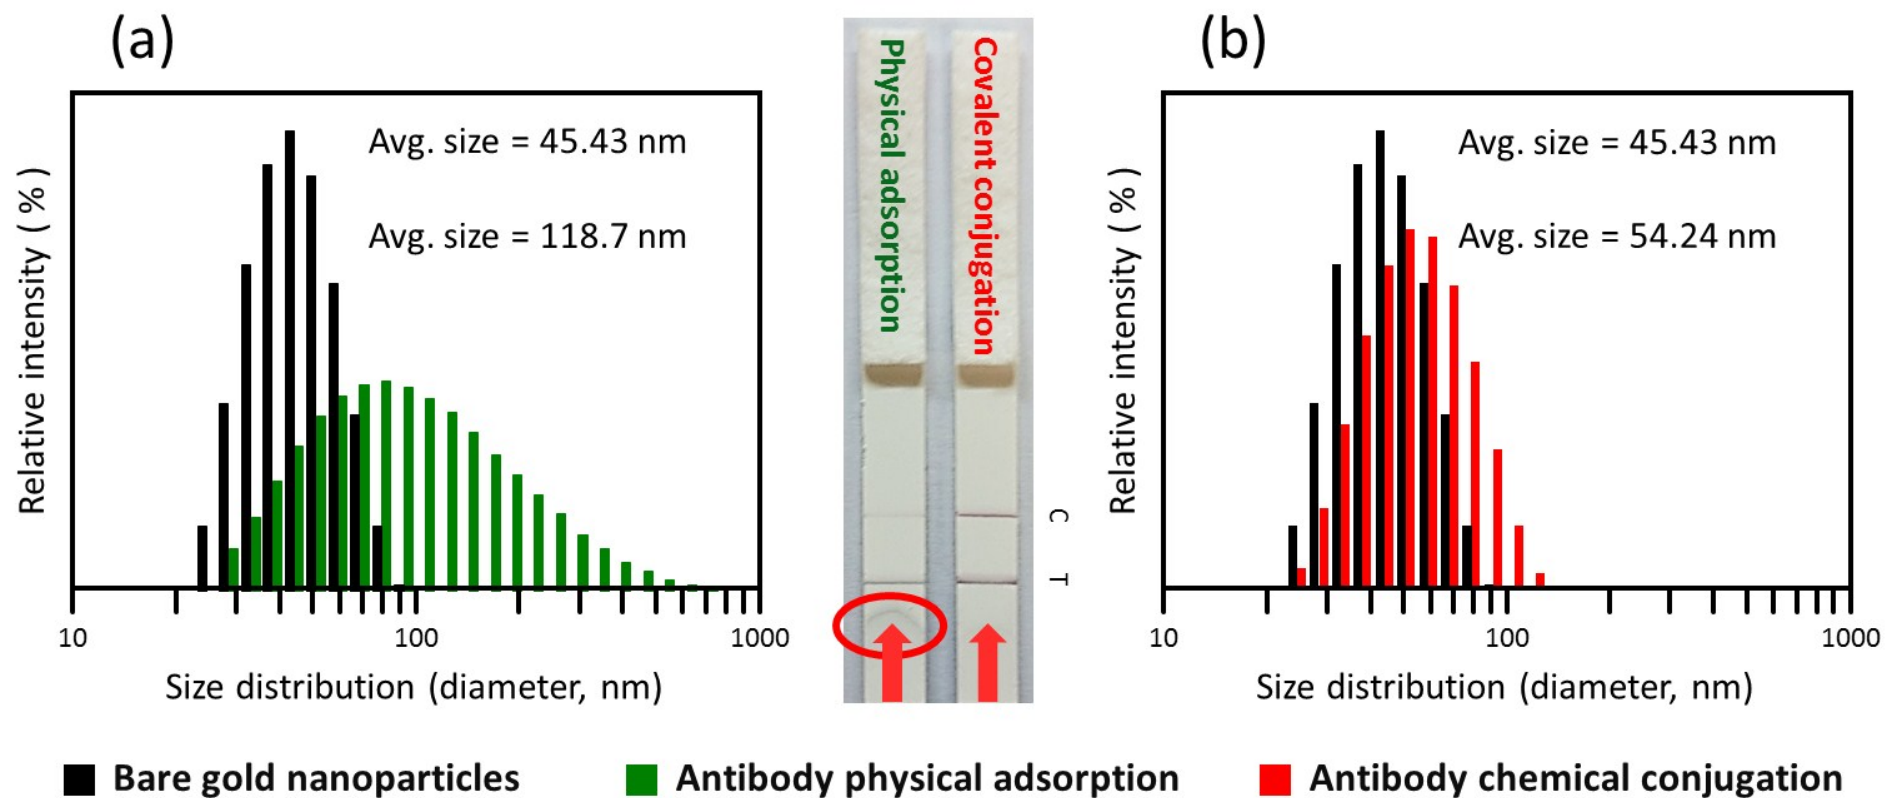 (a)
Avg. size = 45.43 nm
Avg. size = 118.7 nm
Relative intensity ( % )
10
100
1000
Size distribution (diameter, nm)
Physical adsorption
Covalent conjugation
C
T
(b)
Avg. size = 45.43 nm
Avg. size = 54.24 nm
Relative intensity ( % )
10
100
1000
Size distribution (diameter, nm)
Bare gold nanoparticles
Antibody physical adsorption
Antibody chemical conjugation